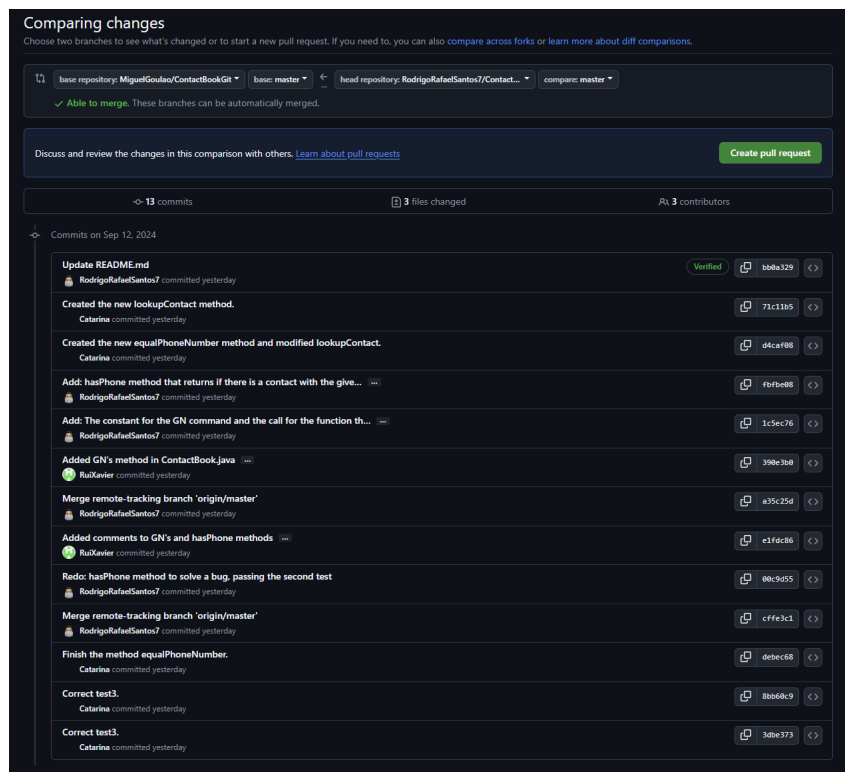 Comparing changes
Choose two branches to see what's changed or to start a new pull request. If you need to, you can also compare across forks or learn more about diff comparisons.
base repository: MiguelGoulao/ContactBookGit base: master head repository: RodrigoRafaelSantos7/Contact... compare: master
Able to merge. These branches can be automatically merged.
Discuss and review the changes in this comparison with others. Learn about pull requests Create pull request
13 commits 3 files changed 3 contributors
Commits on Sep 12, 2024
Update README.md Verified bb0a329
RodrigoRafaelSantos7 committed yesterday
Created the new lookupContact method. 71c11b5
Catarina committed yesterday
Created the new equalPhoneNumber method and modified lookupContact. d4caf08
Catarina committed yesterday
Add: hasPhone method that returns if there is a contact with the give... ... fbfbe08
RodrigoRafaelSantos7 committed yesterday
Add: The constant for the GN command and the call for the function th... ... 1c5ec76
RodrigoRafaelSantos7 committed yesterday
Added GN's method in ContactBook.java ... 390e3b0
RuiXavier committed yesterday
Merge remote-tracking branch 'origin/master' a35c25d
RodrigoRafaelSantos7 committed yesterday
Added comments to GN's and hasPhone methods ... e1fdc86
RuiXavier committed yesterday
Redo: hasPhone method to solve a bug, passing the second test 00c9d55
RodrigoRafaelSantos7 committed yesterday
Merge remote-tracking branch 'origin/master' cffe3c1
RodrigoRafaelSantos7 committed yesterday
Finish the method equalPhoneNumber. debec68
Catarina committed yesterday
Correct test3. 8bb60c9
Catarina committed yesterday
Correct test3. 3dbe373
Catarina committed yesterday